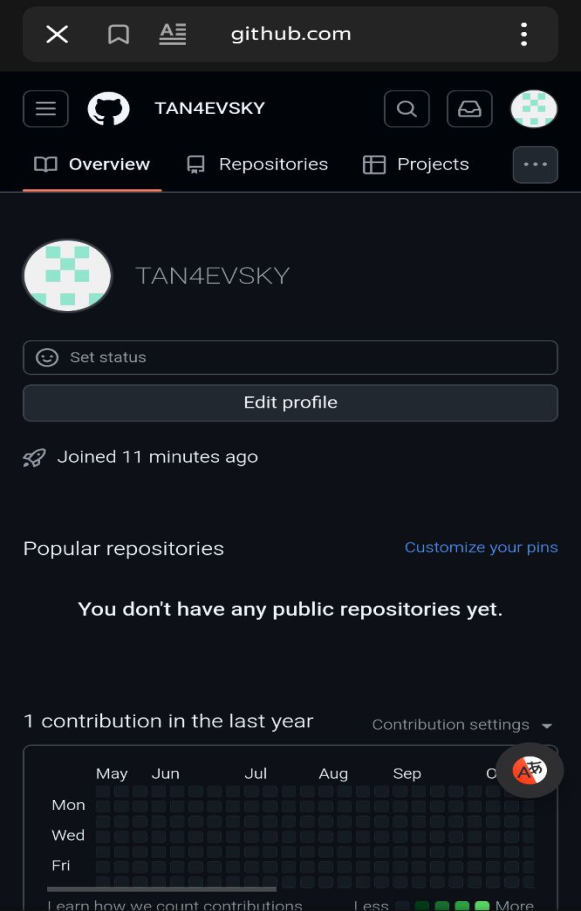 github.com
TAN4EVSKY
Overview Repositories Projects
TAN4EVSKY
Set status
Edit profile
Joined 11 minutes ago
Popular repositories Customize your pins
You don't have any public repositories yet.
1 contribution in the last year Contribution settings
May Jun Jul Aug Sep
Mon
Wed
Fri
Learn how we count contributions Less More